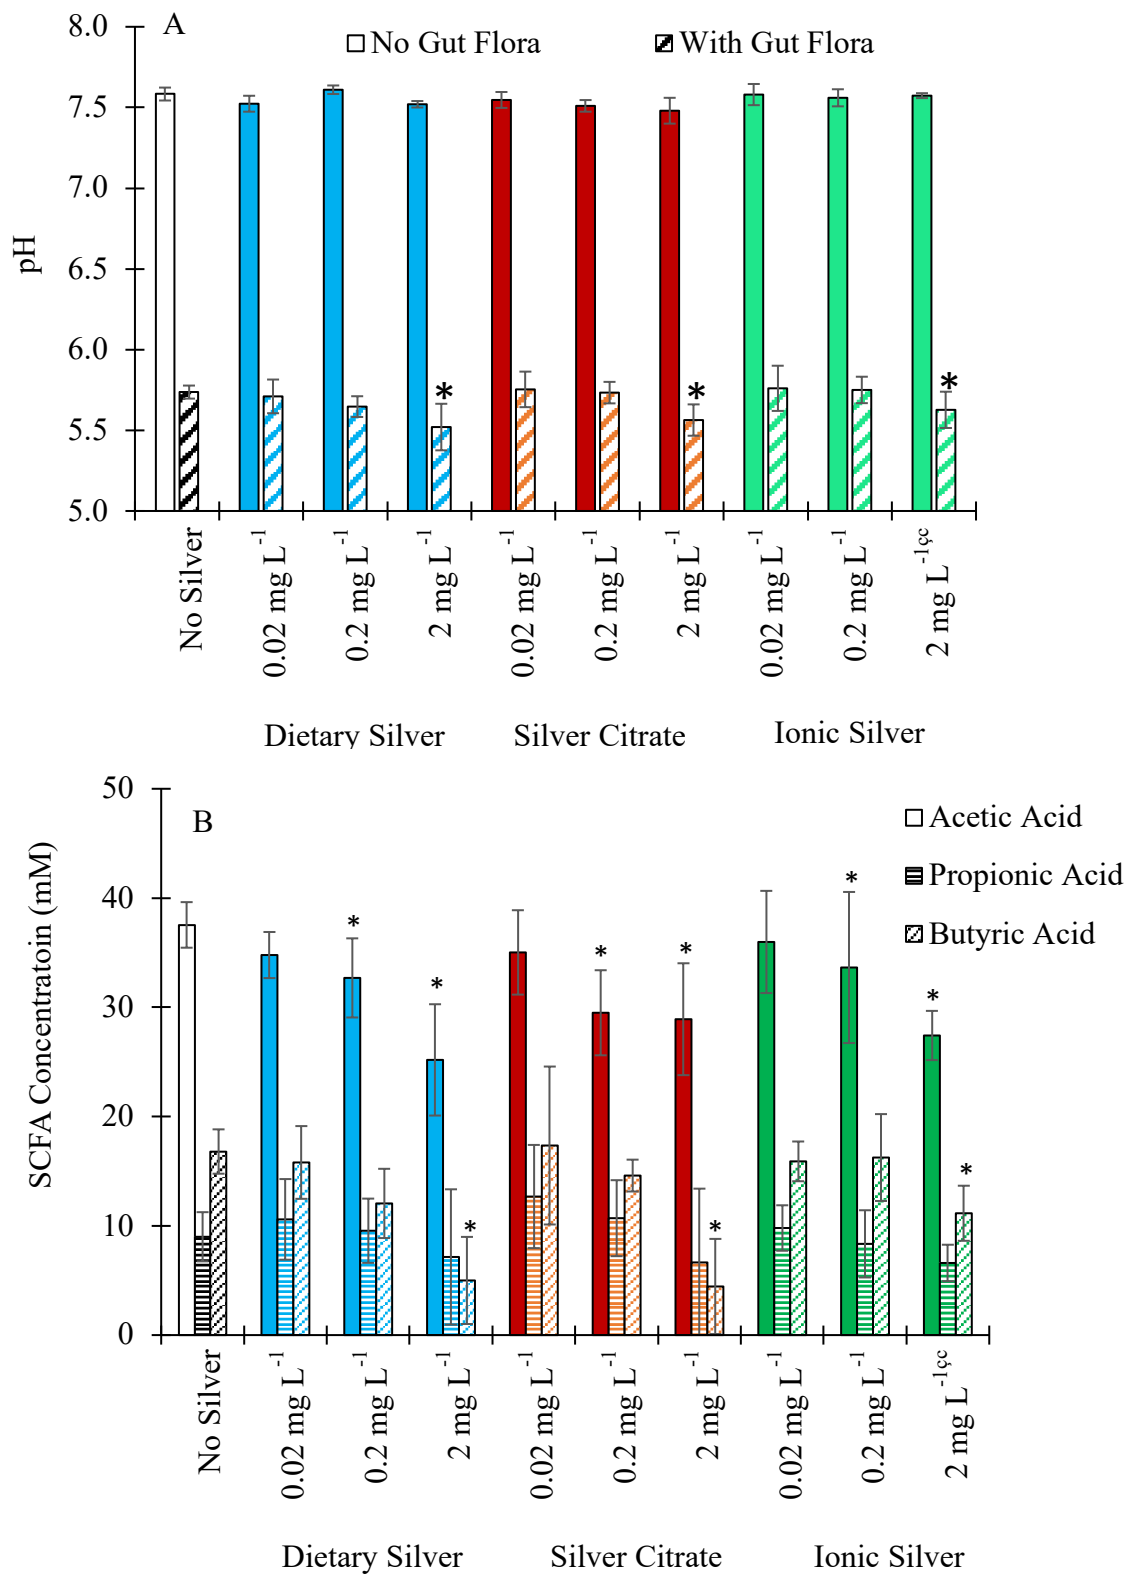 A
No Gut Flora
With Gut Flora
8.0
7.5
7.0
6.5
6.0
5.5
5.0
pH
* * *
No Silver
0.02 mg L-1
0.2 mg L-1
2 mg L-1
0.02 mg L-1
0.2 mg L-1
2 mg L-1
0.02 mg L-1
0.2 mg L-1
2 mg L-1çc
Dietary Silver
Silver Citrate
Ionic Silver
B
Acetic Acid
Propionic Acid
Butyric Acid
50
40
30
20
10
0
SCFA Concentratoin (mM)
* * * * * * * * *
No Silver
0.02 mg L-1
0.2 mg L-1
2 mg L-1
0.02 mg L-1
0.2 mg L-1
2 mg L-1
0.02 mg L-1
0.2 mg L-1
2 mg L-1çc
Dietary Silver
Silver Citrate
Ionic Silver